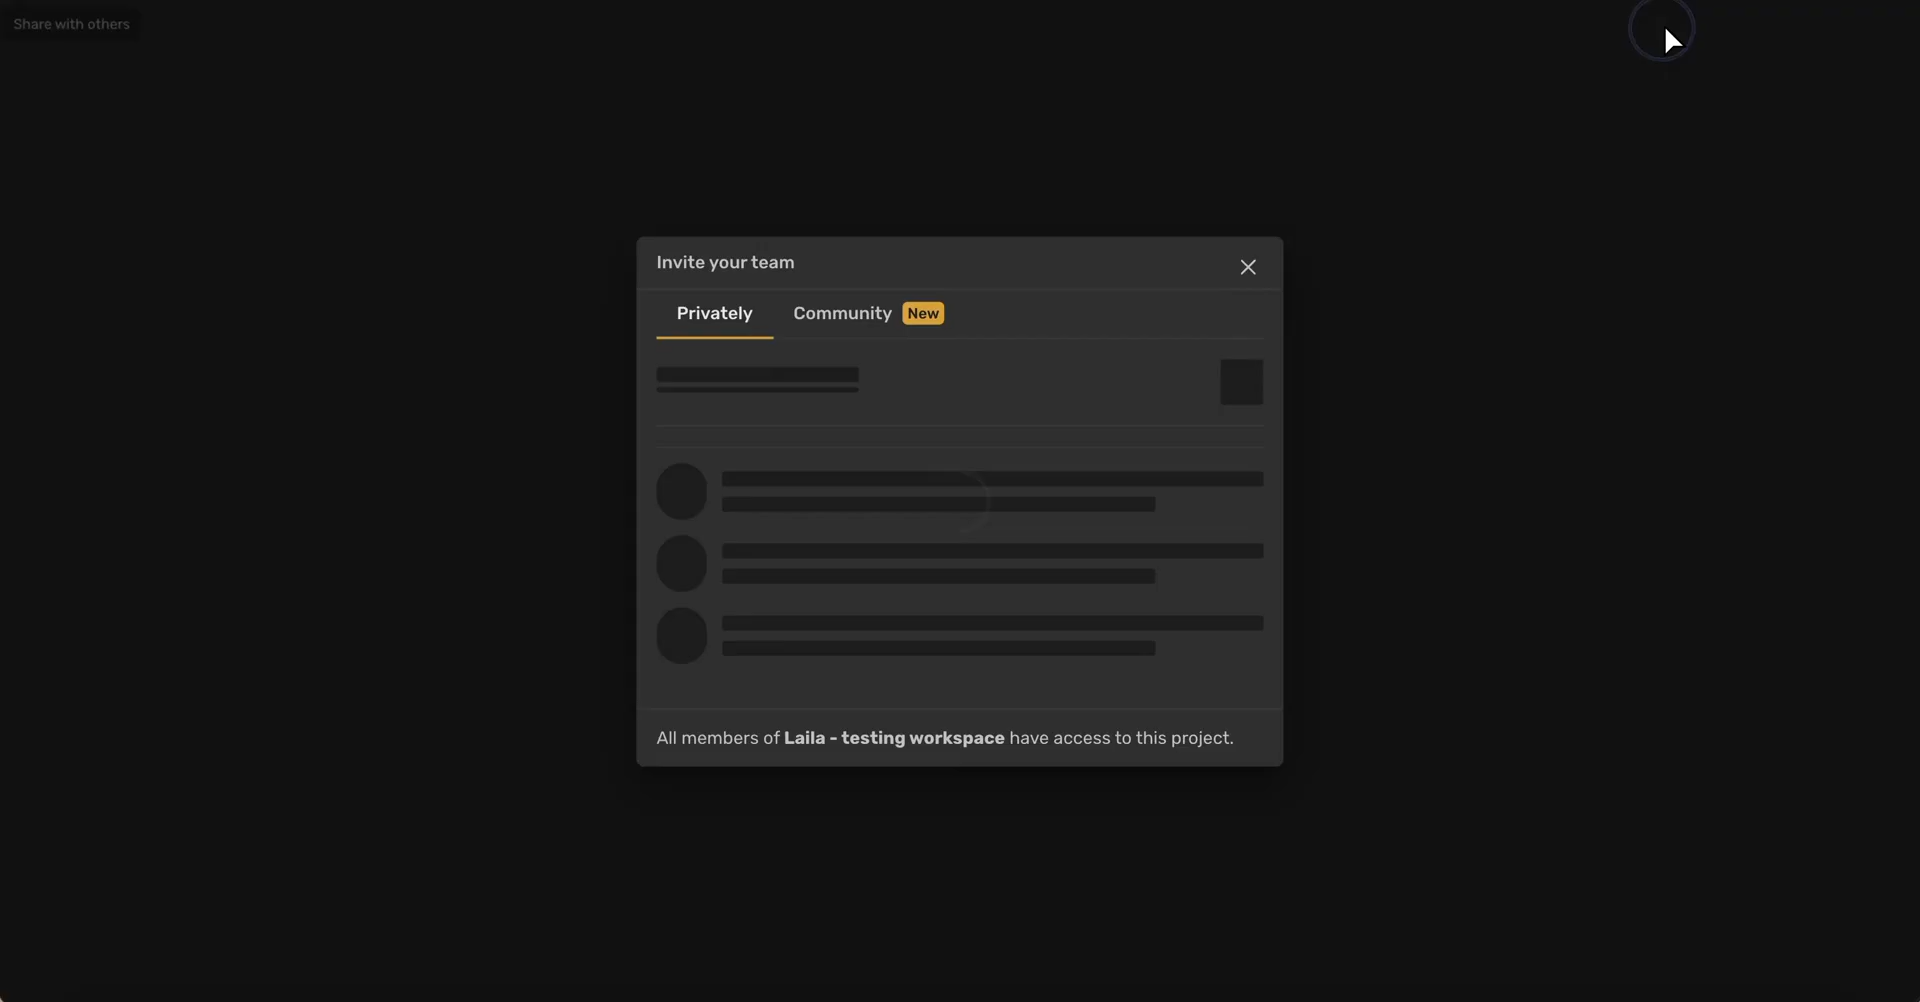 Share with others
Invite your team
Privately
Community New
All members of Laila - testing workspace have access to this project.